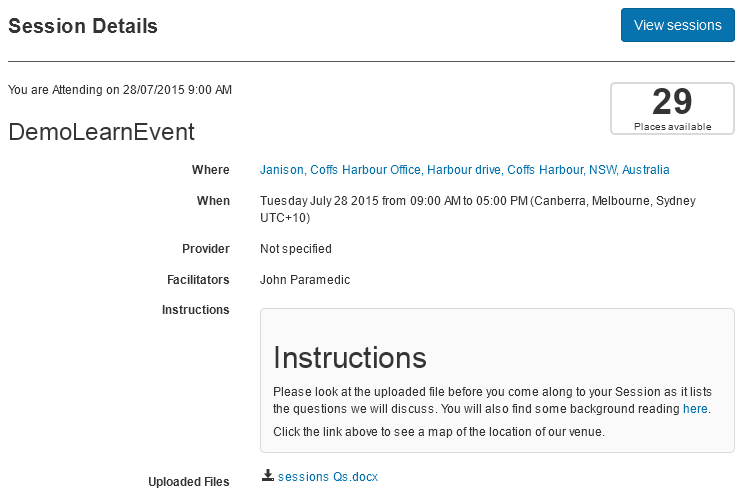 Session Details
View sessions
You are Attending on 28/07/2015 9:00 AM
29
Places available
DemoLearnEvent
Where
Janison, Coffs Harbour Office, Harbour drive, Coffs Harbour, NSW, Australia
When
Tuesday July 28 2015 from 09:00 AM to 05:00 PM (Canberra, Melbourne, Sydney
UTC+10)
Provider
Not specified
Facilitators
John Paramedic
Instructions
Instructions
Please look at the uploaded file before you come along to your Session as it lists
the questions we will discuss. You will also find some background reading here.
Click the link above to see a map of the location of our venue.
Uploaded Files
sessions Qs.docx